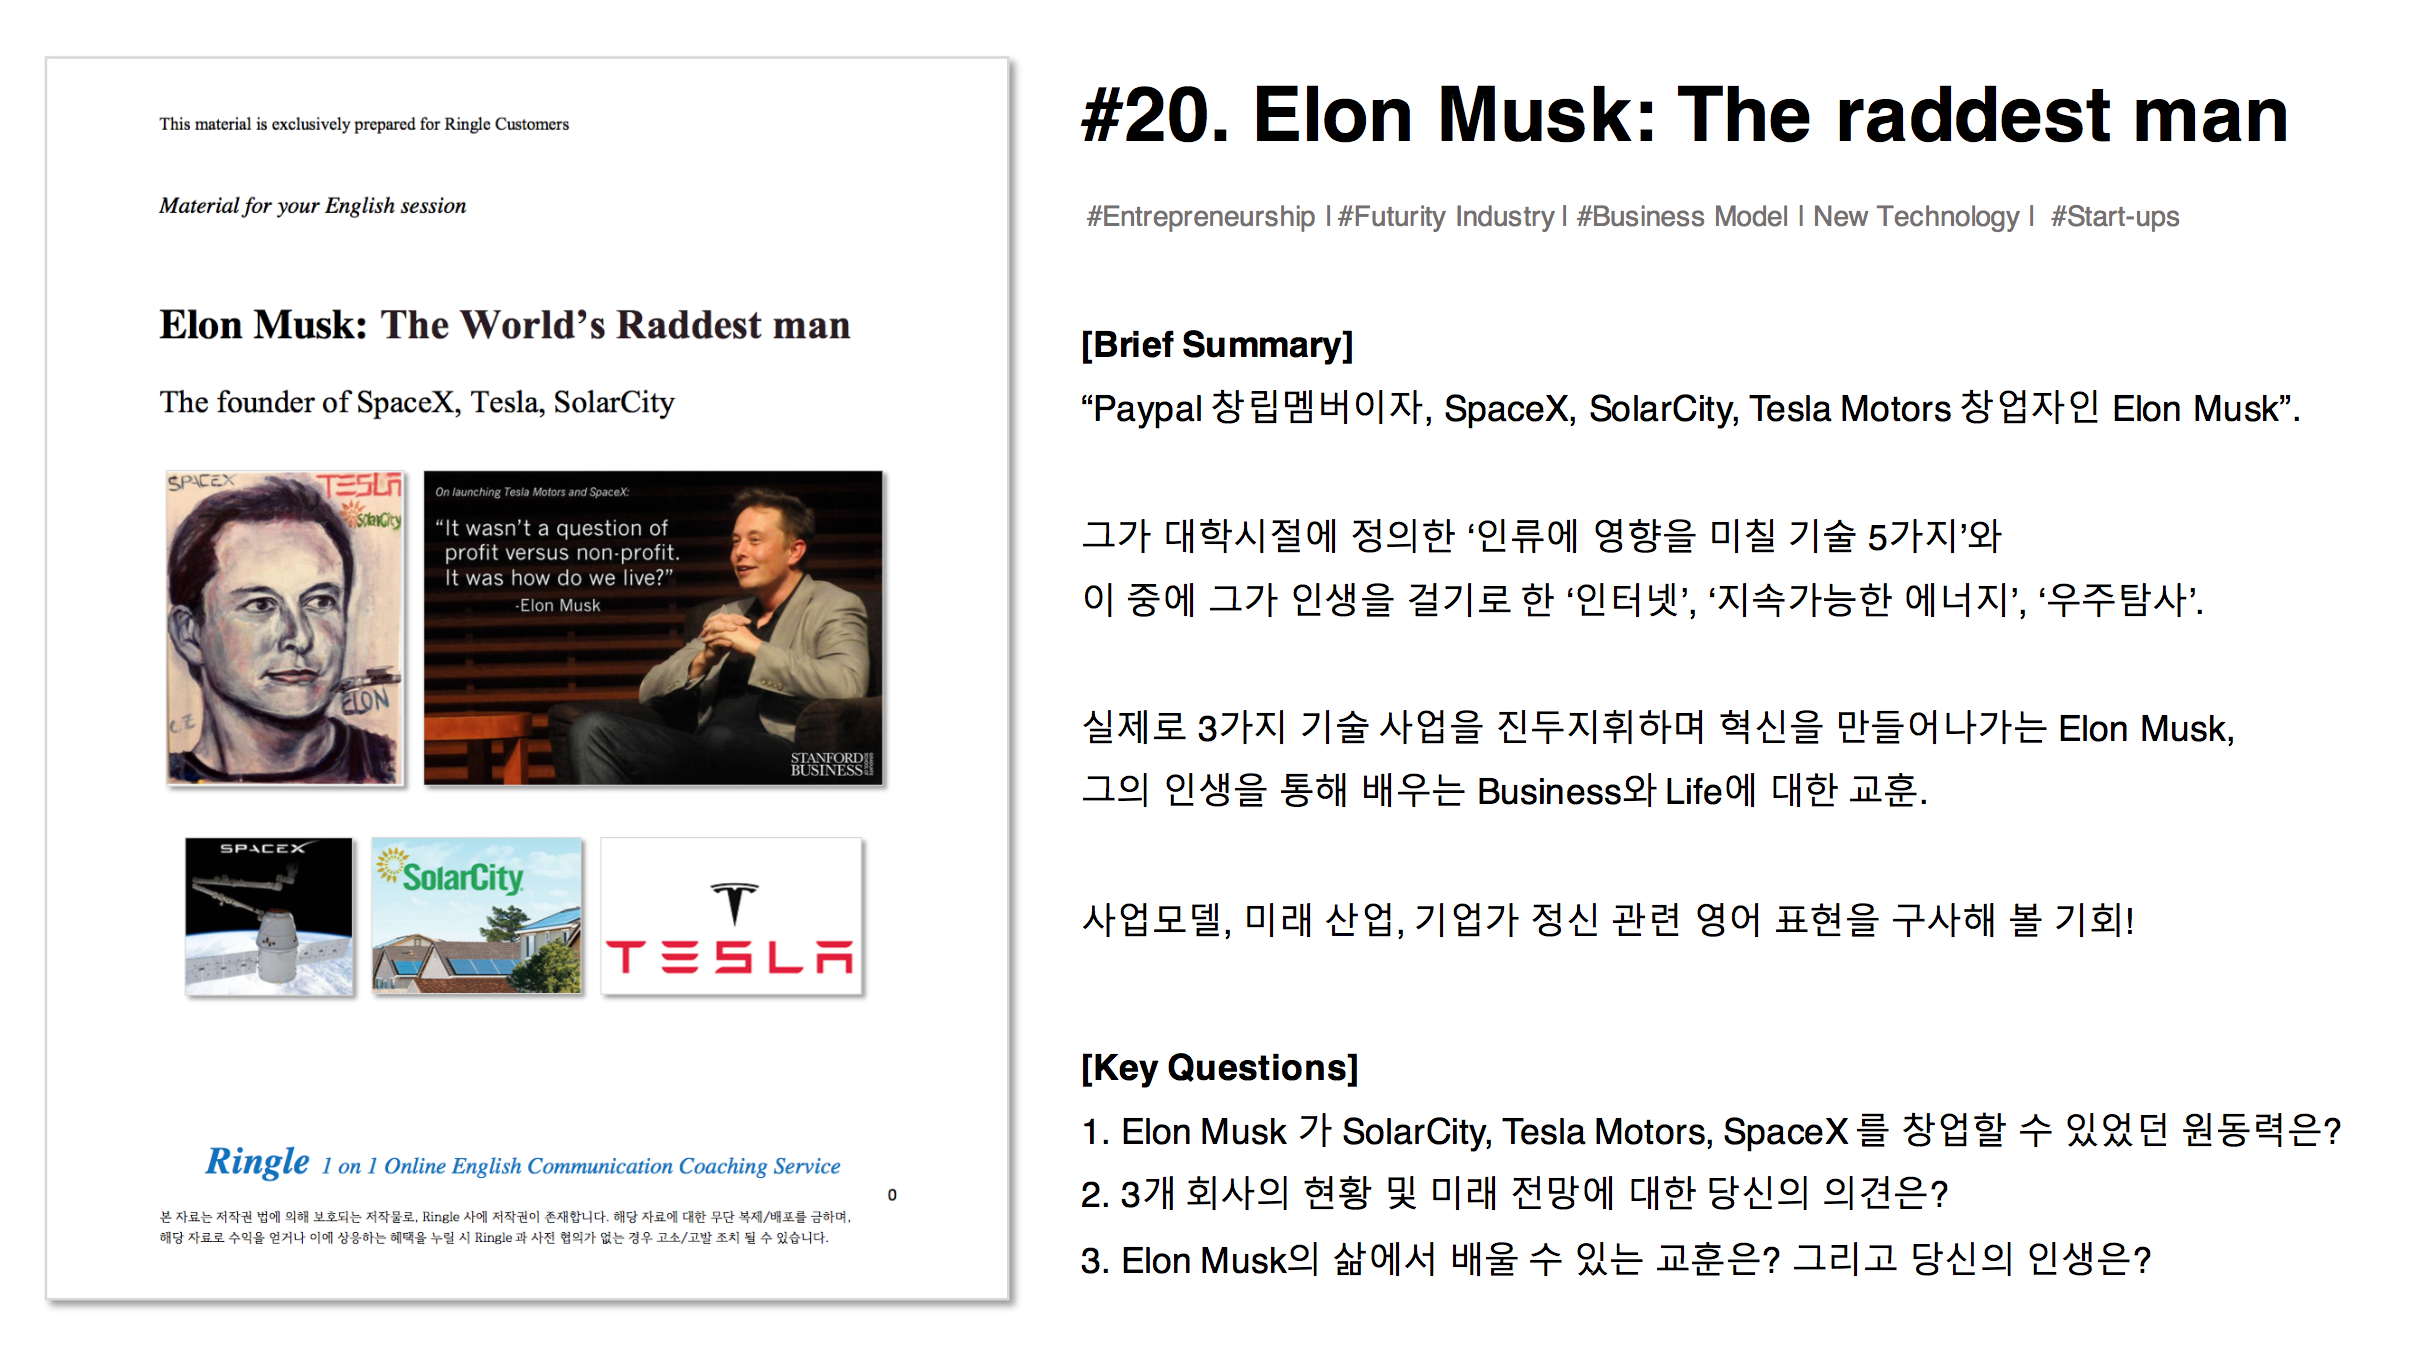 This material is exclusively prepared for Ringle Customers
Material for your English session
Elon Musk: The World’s Raddest man
The founder of SpaceX, Tesla, SolarCity
SPACEX
TESLA
SolarCity
ELON
CZ
On launching Tesla Motors and SpaceX:
“It wasn’t a question of
profit versus non-profit.
It was how do we live?”
-Elon Musk
STANFORD
BUSINESS
SPACEX
SolarCity
TESLA
Ringle 1 on 1 Online English Communication Coaching Service
0
본 자료는 저작권 법에 의해 보호되는 저작물로, Ringle 사에 저작권이 존재합니다. 해당 자료에 대한 무단 복제/배포를 금하며,
해당 자료로 수익을 얻거나 이에 상응하는 혜택을 누릴 시 Ringle 과 사전 협의가 없는 경우 고소/고발 조치 될 수 있습니다.
#20. Elon Musk: The raddest man
#Entrepreneurship l #Futurity Industry l #Business Model l New Technology l #Start-ups
[Brief Summary]
“Paypal 창립멤버이자, SpaceX, SolarCity, Tesla Motors 창업자인 Elon Musk”.
그가 대학시절에 정의한 ‘인류에 영향을 미칠 기술 5가지’와
이 중에 그가 인생을 걸기로 한 ‘인터넷’, ‘지속가능한 에너지’, ‘우주탐사’.
실제로 3가지 기술 사업을 진두지휘하며 혁신을 만들어나가는 Elon Musk,
그의 인생을 통해 배우는 Business와 Life에 대한 교훈.
사업모델, 미래 산업, 기업가 정신 관련 영어 표현을 구사해 볼 기회!
[Key Questions]
1. Elon Musk 가 SolarCity, Tesla Motors, SpaceX 를 창업할 수 있었던 원동력은?
2. 3개 회사의 현황 및 미래 전망에 대한 당신의 의견은?
3. Elon Musk의 삶에서 배울 수 있는 교훈은? 그리고 당신의 인생은?